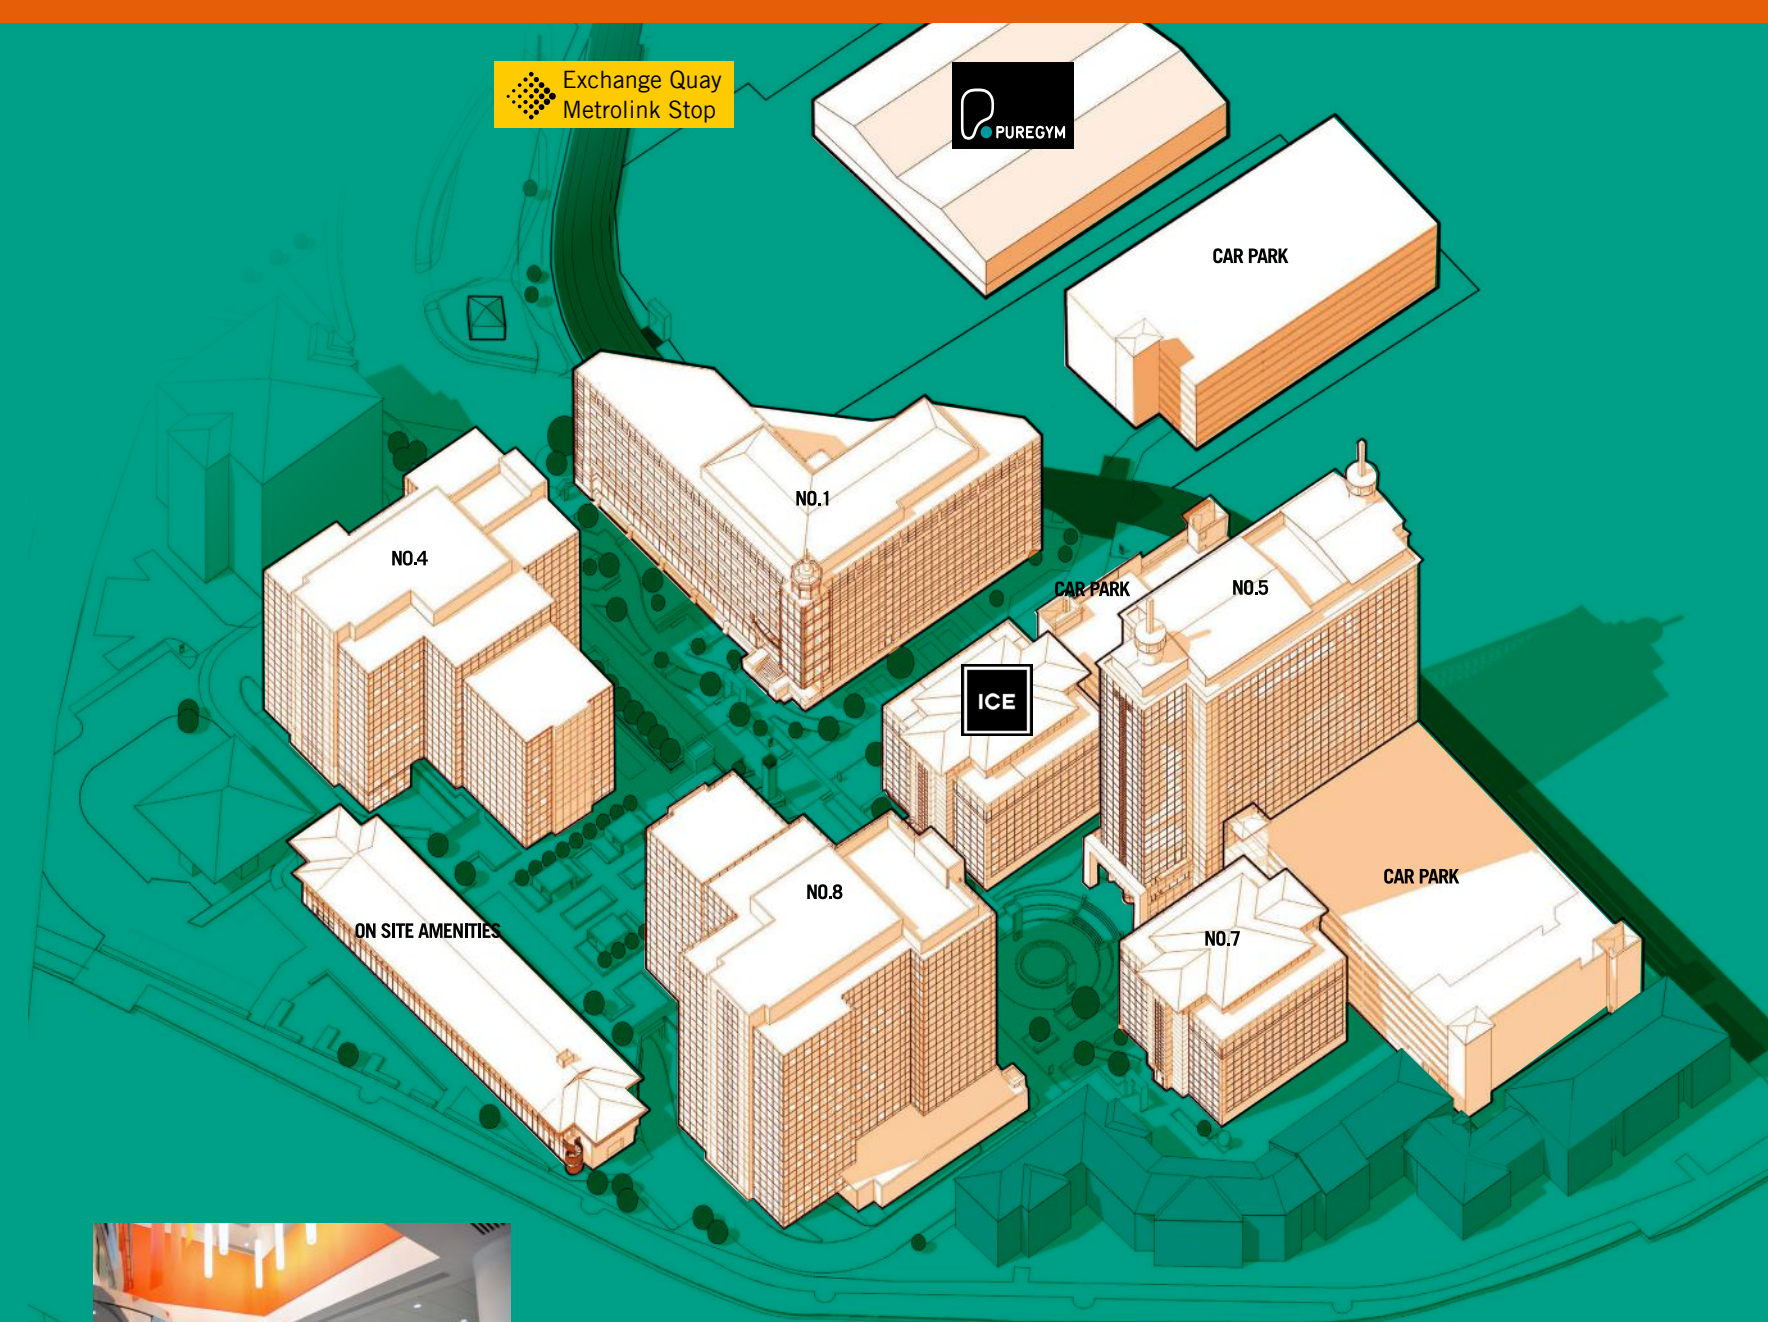 Exchange Quay
Metrolink Stop
PUREGYM
CAR PARK
NO.1
NO.4
CAR PARK
NO.5
ICE
CAR PARK
NO.8
NO.7
ON SITE AMENITIES